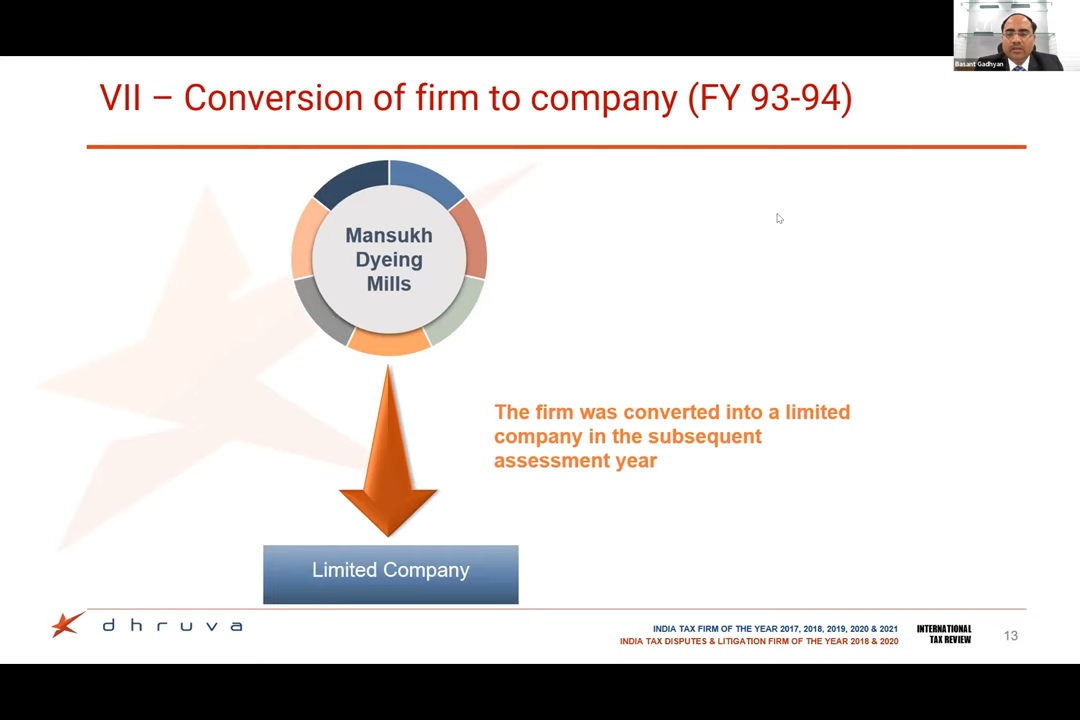 Basant Gadhyan
VII – Conversion of firm to company (FY 93-94)
Mansukh
Dyeing
Mills
The firm was converted into a limited
company in the subsequent
assessment year
Limited Company
dhruva
INDIA TAX FIRM OF THE YEAR 2017, 2018, 2019, 2020 & 2021
INDIA TAX DISPUTES & LITIGATION FIRM OF THE YEAR 2018 & 2020
INTERNATIONAL
TAX REVIEW
13